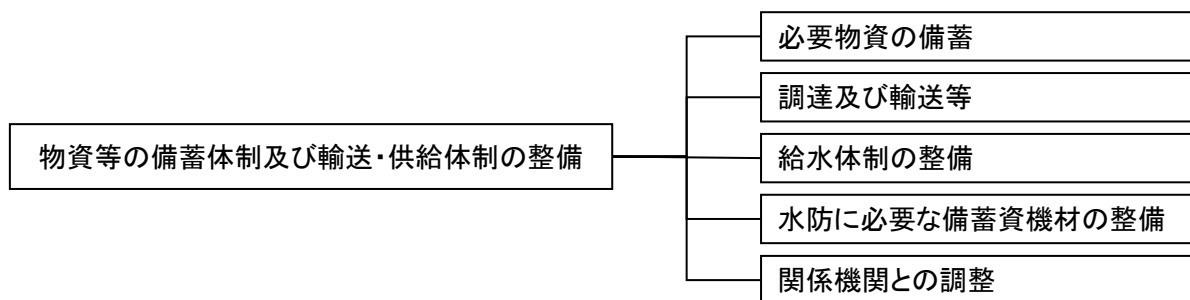 物資等の備蓄体制及び輸送・供給体制の整備
必要物資の備蓄
調達及び輸送等
給水体制の整備
水防に必要な備蓄資機材の整備
関係機関との調整